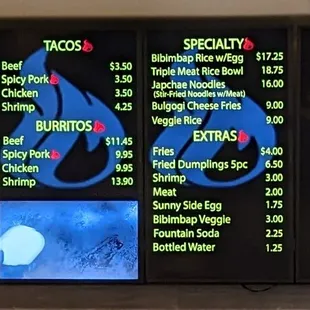 TACOS
Beef $3.50
Spicy Pork 3.50
Chicken 3.50
Shrimp 4.25
BURRITOS
Beef $11.45
Spicy Pork 9.95
Chicken 9.95
Shrimp 13.90
SPECIALTY
Bibimbap Rice w/Egg $17.25
Triple Meat Rice Bowl 18.75
Japchae Noodles 16.00
(Stir-Fried Noodles w/Meat)
Bulgogi Cheese Fries 9.00
Veggie Rice 9.00
EXTRAS
Fries $4.00
Fried Dumplings 5pc 6.50
Shrimp 3.00
Meat 2.00
Sunny Side Egg 1.75
Bibimbap Veggie 3.00
Fountain Soda 2.25
Bottled Water 1.25